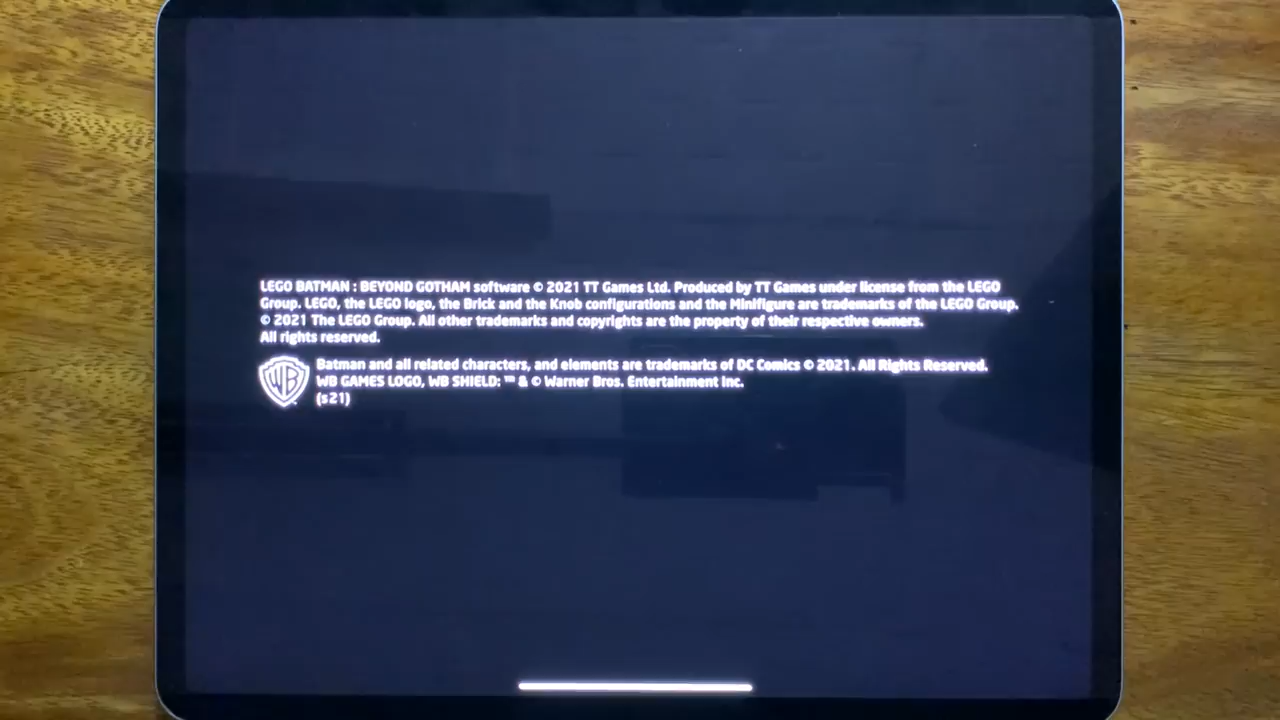 LEGO BATMAN : BEYOND GOTHAM software © 2021 TT Games Ltd. Produced by TT Games under license from the LEGO
Group. LEGO, the LEGO logo, the Brick and the Knob configurations and the Minifigure are trademarks of the LEGO Group.
© 2021 The LEGO Group. All other trademarks and copyrights are the property of their respective owners.
All rights reserved.
WB
Batman and all related characters, and elements are trademarks of DC Comics © 2021. All Rights Reserved.
WB GAMES LOGO, WB SHIELD: ™ & © Warner Bros. Entertainment Inc.
(s21)